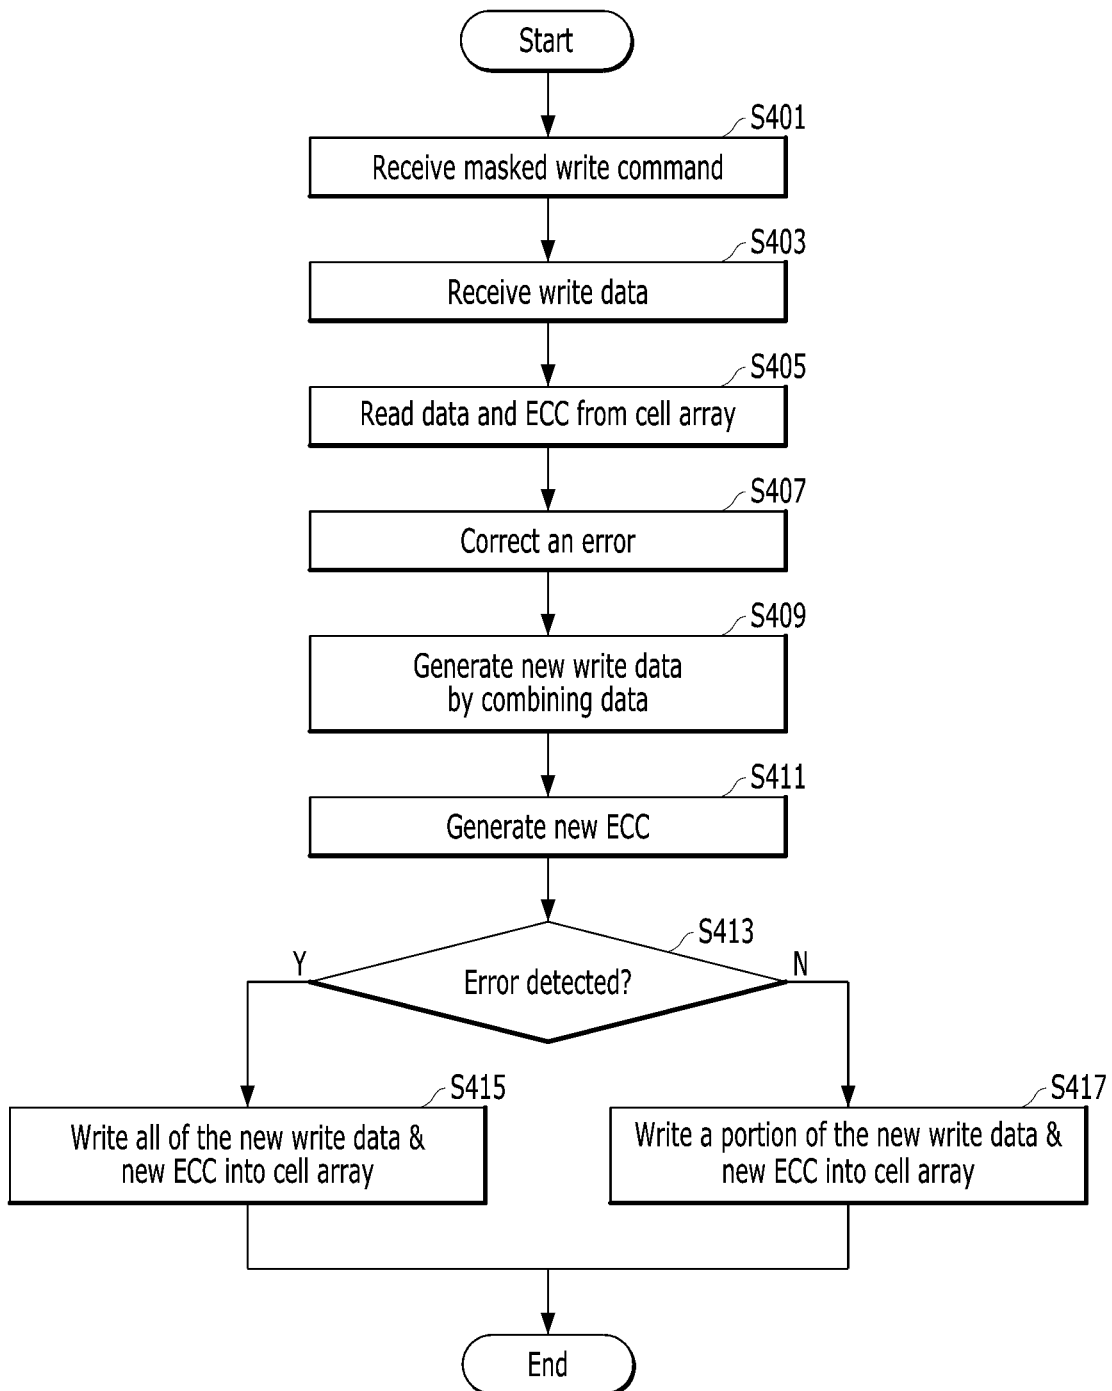 Start
S401
Receive masked write command
S403
Receive write data
S405
Read data and ECC from cell array
S407
Correct an error
S409
Generate new write data
by combining data
S411
Generate new ECC
S413
Y
Error detected?
N
S415
Write all of the new write data &
new ECC into cell array
S417
Write a portion of the new write data &
new ECC into cell array
End